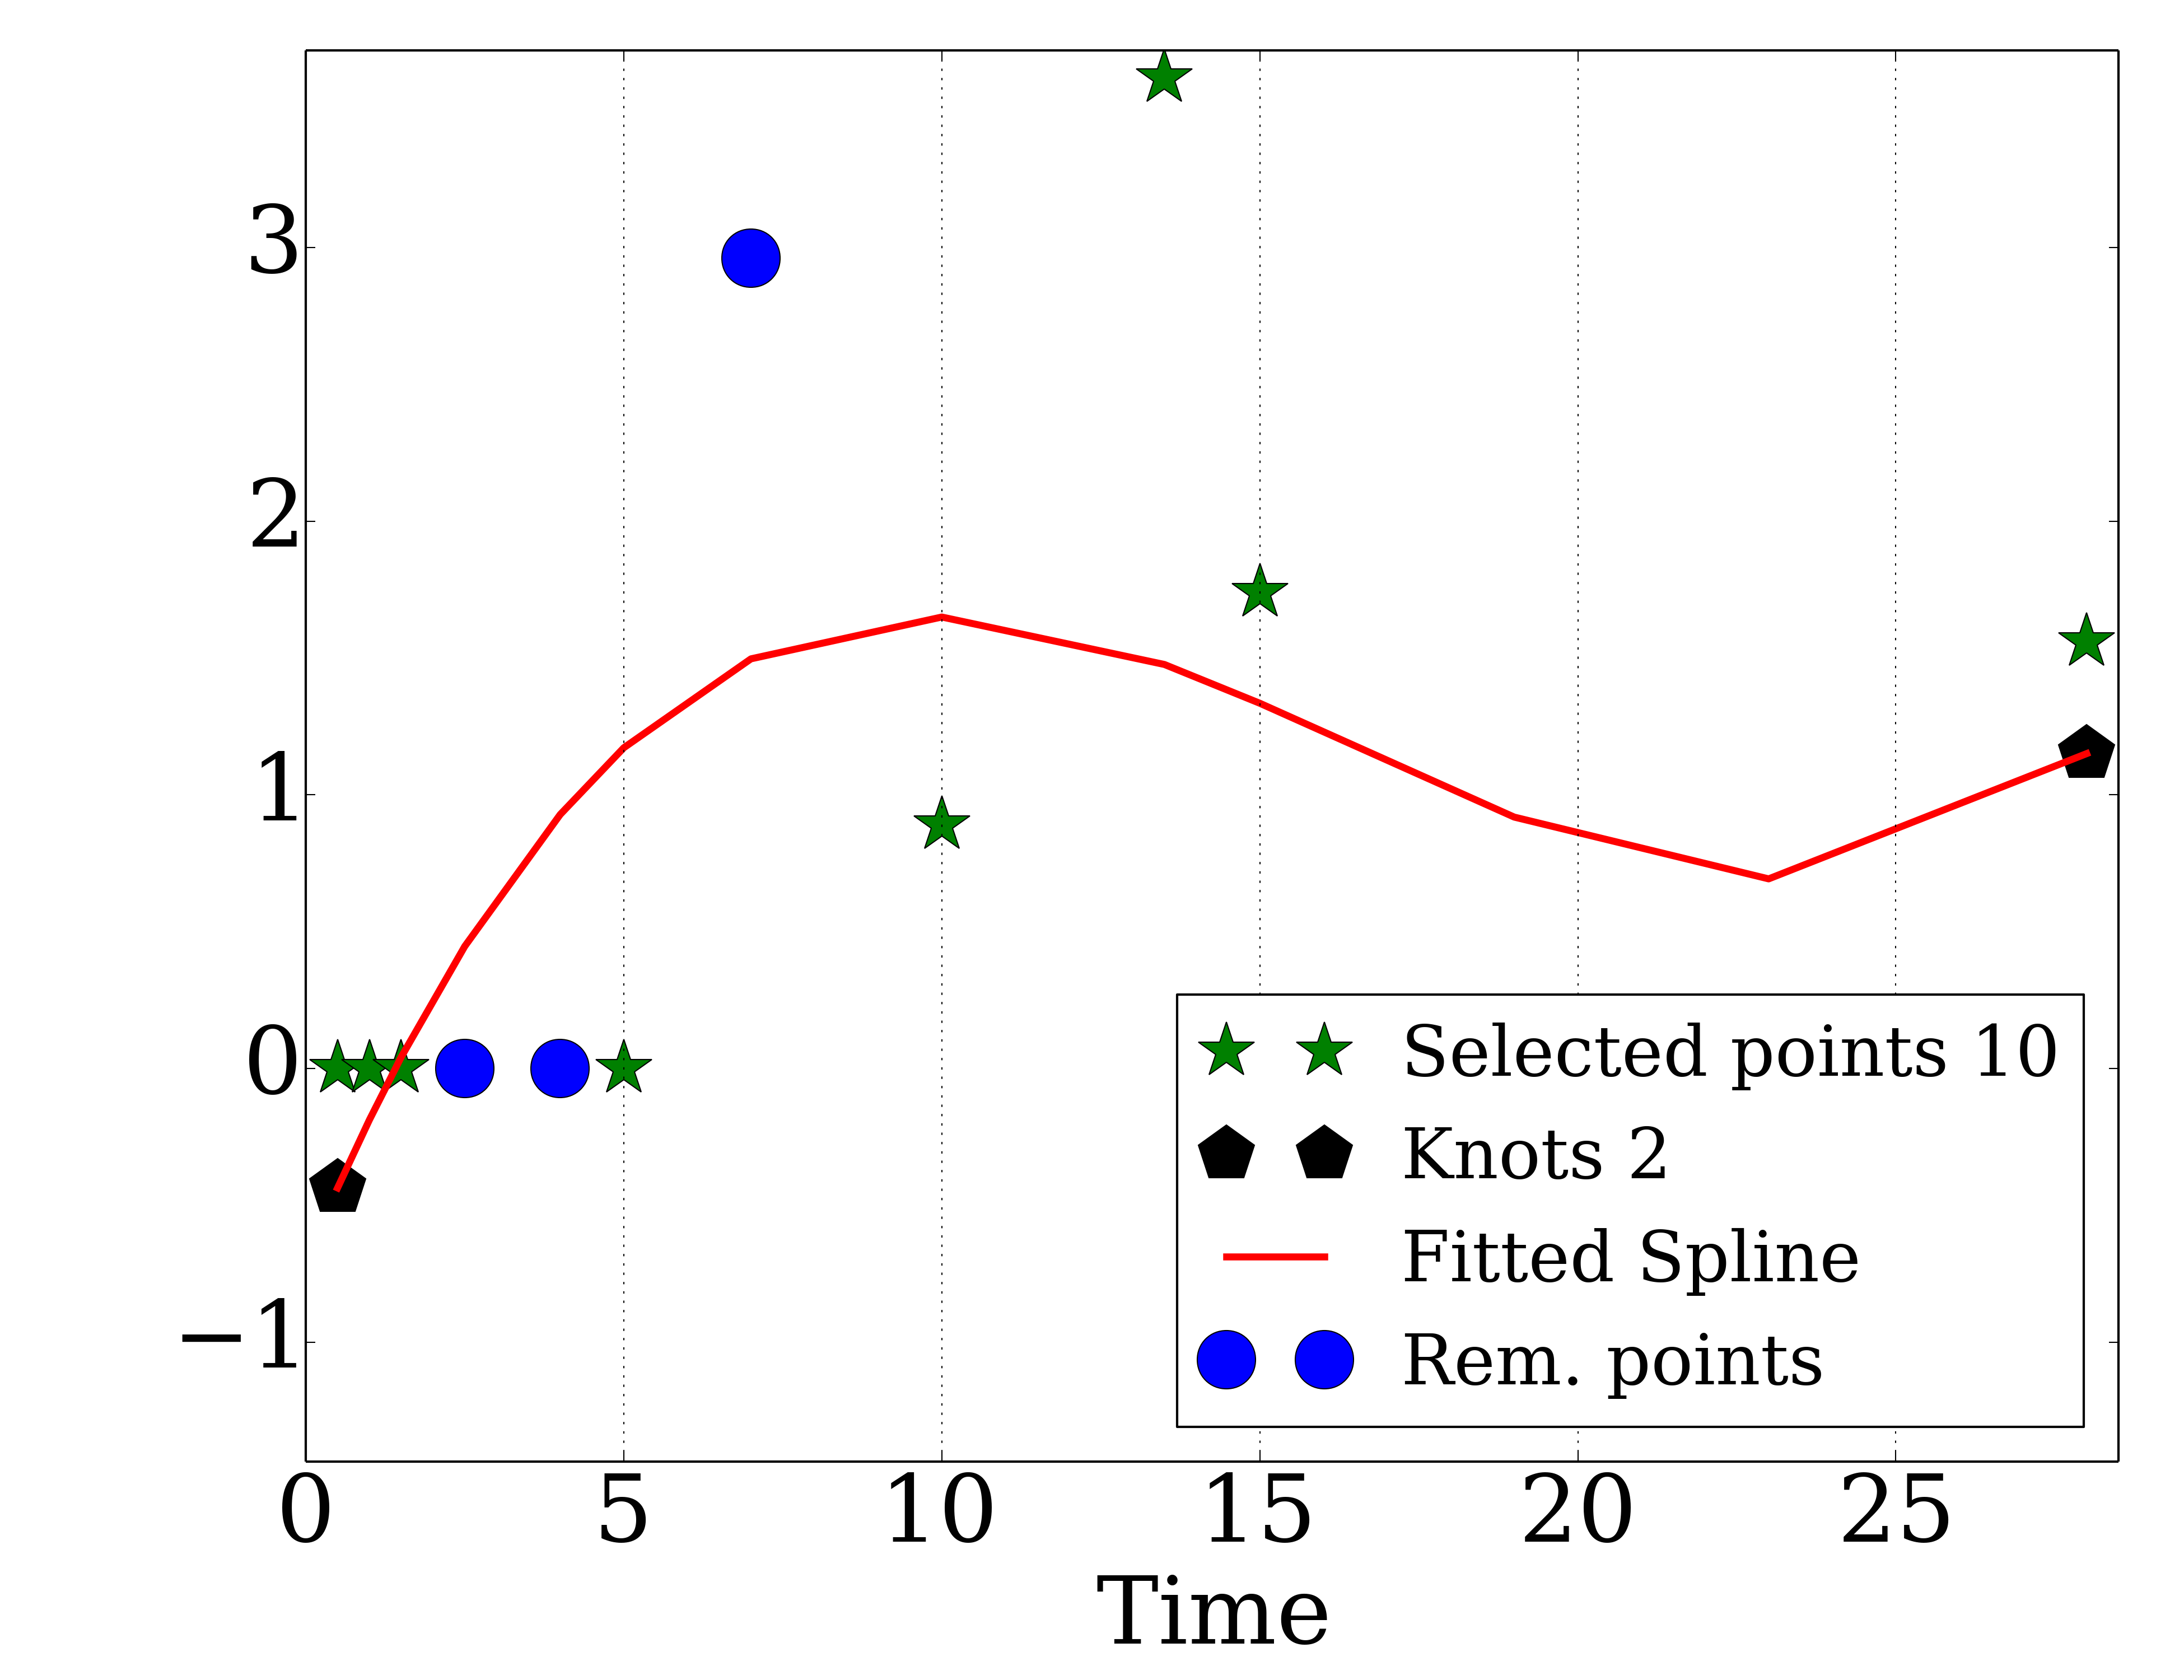 3
2
1
0
−1
Selected points 10
Knots 2
Fitted Spline
Rem. points
0 5 10 15 20 25
Time